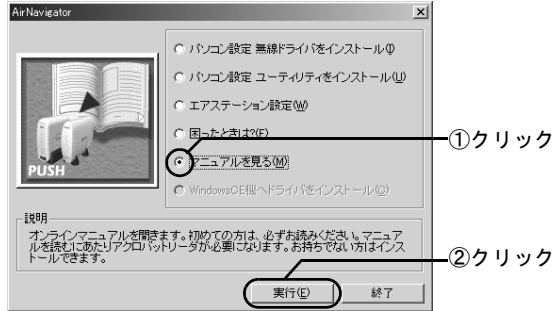 AirNavigator
パソコン設定 無線ドライバをインストール(I)
パソコン設定 ユーティリティをインストール(U)
エアステーション設定(W)
困ったときは?(F)
①クリック
マニュアルを見る(M)
WindowsCE機へドライバをインストール(C)
PUSH
説明
オンラインマニュアルを開きます。初めての方は、必ずお読みください。マニュア
ルを読むにあたりアクロバットリーダが必要になります。お持ちでない方はインス
トールできます。
②クリック
実行(E)
終了